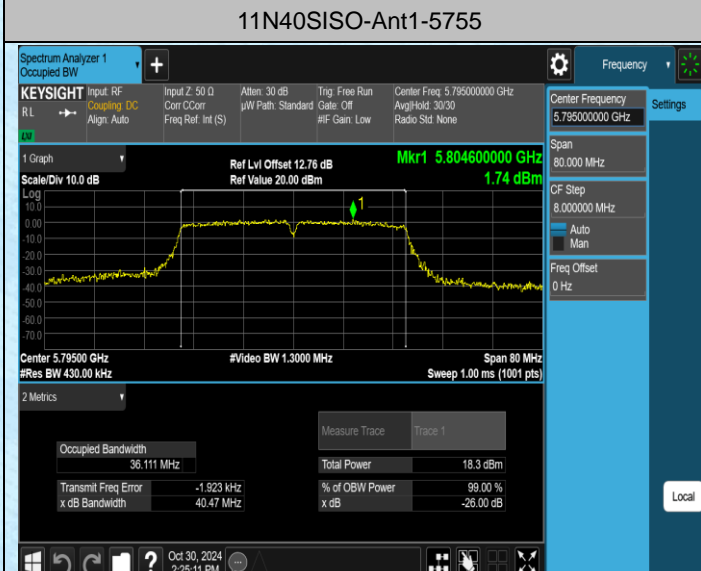 11N40SISO-Ant1-5755
Spectrum Analyzer 1
Occupied BW
+
Frequency
KEYSIGHT
RL
LXI
Input: RF
Coupling: DC
Align: Auto
Input Z: 50 Ω
Corr CCorr
Freq Ref: Int (S)
Atten: 30 dB
µW Path: Standard
Trig: Free Run
Gate: Off
#IF Gain: Low
Center Freq: 5.795000000 GHz
Avg|Hold: 30/30
Radio Std: None
Center Frequency
5.795000000 GHz
Settings
Span
80.000 MHz
CF Step
8.000000 MHz
Auto
Man
Freq Offset
0 Hz
1 Graph
Scale/Div 10.0 dB
Ref Lvl Offset 12.76 dB
Ref Value 20.00 dBm
Mkr1 5.804600000 GHz
1.74 dBm
Log
10.0
0.00
-10.0
-20.0
-30.0
-40.0
-50.0
-60.0
-70.0
1
Center 5.79500 GHz
#Res BW 430.00 kHz
#Video BW 1.3000 MHz
Span 80 MHz
Sweep 1.00 ms (1001 pts)
2 Metrics
Measure Trace Trace 1
Occupied Bandwidth
36.111 MHz
Total Power 18.3 dBm
Transmit Freq Error -1.923 kHz
% of OBW Power 99.00 %
x dB Bandwidth 40.47 MHz
x dB -26.00 dB
Local
?
Oct 30, 2024
2:25:11 PM